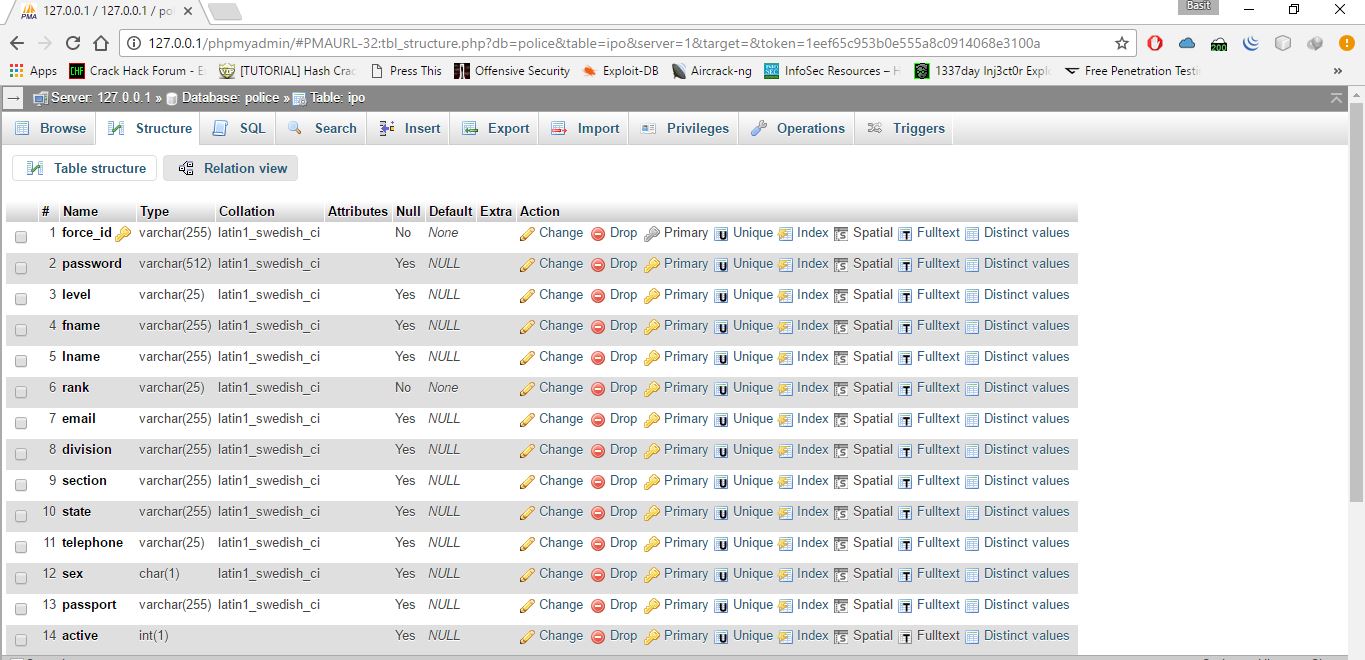 127.0.0.1 / 127.0.0.1 / po
Basit
127.0.0.1/phpmyadmin/#PMAURL-32:tbl_structure.php?db=police&table=ipo&server=1&target=&token=1eef65c953b0e555a8c0914068e3100a
200
Apps CHF Crack Hack Forum - E [TUTORIAL] Hash Crac Press This Offensive Security Exploit-DB Aircrack-ng InfoSec Resources – H 1337day Inj3ct0r Expl Free Penetration Testi »
Server: 127.0.0.1 » Database: police » Table: ipo
Browse Structure SQL Search Insert Export Import Privileges Operations Triggers
Table structure Relation view
# Name Type Collation Attributes Null Default Extra Action
1 force_id varchar(255) latin1_swedish_ci No None Change Drop Primary Unique Index Spatial Fulltext Distinct values
2 password varchar(512) latin1_swedish_ci Yes NULL Change Drop Primary Unique Index Spatial Fulltext Distinct values
3 level varchar(25) latin1_swedish_ci Yes NULL Change Drop Primary Unique Index Spatial Fulltext Distinct values
4 fname varchar(255) latin1_swedish_ci Yes NULL Change Drop Primary Unique Index Spatial Fulltext Distinct values
5 lname varchar(255) latin1_swedish_ci Yes NULL Change Drop Primary Unique Index Spatial Fulltext Distinct values
6 rank varchar(25) latin1_swedish_ci No None Change Drop Primary Unique Index Spatial Fulltext Distinct values
7 email varchar(255) latin1_swedish_ci Yes NULL Change Drop Primary Unique Index Spatial Fulltext Distinct values
8 division varchar(255) latin1_swedish_ci Yes NULL Change Drop Primary Unique Index Spatial Fulltext Distinct values
9 section varchar(255) latin1_swedish_ci Yes NULL Change Drop Primary Unique Index Spatial Fulltext Distinct values
10 state varchar(255) latin1_swedish_ci Yes NULL Change Drop Primary Unique Index Spatial Fulltext Distinct values
11 telephone varchar(25) latin1_swedish_ci Yes NULL Change Drop Primary Unique Index Spatial Fulltext Distinct values
12 sex char(1) latin1_swedish_ci Yes NULL Change Drop Primary Unique Index Spatial Fulltext Distinct values
13 passport varchar(255) latin1_swedish_ci Yes NULL Change Drop Primary Unique Index Spatial Fulltext Distinct values
14 active int(1) Yes NULL Change Drop Primary Unique Index Spatial Fulltext Distinct values